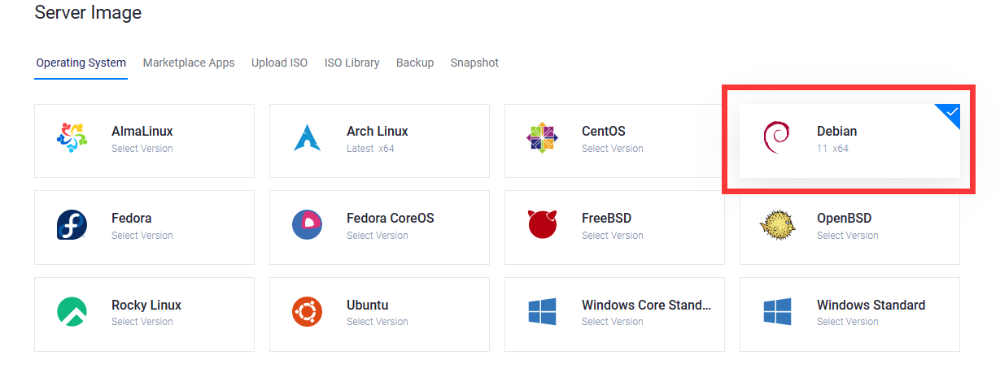 Server Image
Operating System Marketplace Apps Upload ISO ISO Library Backup Snapshot
AlmaLinux
Select Version
Arch Linux
Latest x64
CentOS
Select Version
Debian
11 x64
Fedora
Select Version
Fedora CoreOS
Select Version
FreeBSD
Select Version
OpenBSD
Select Version
Rocky Linux
Select Version
Ubuntu
Select Version
Windows Core Stand...
Select Version
Windows Standard
Select Version